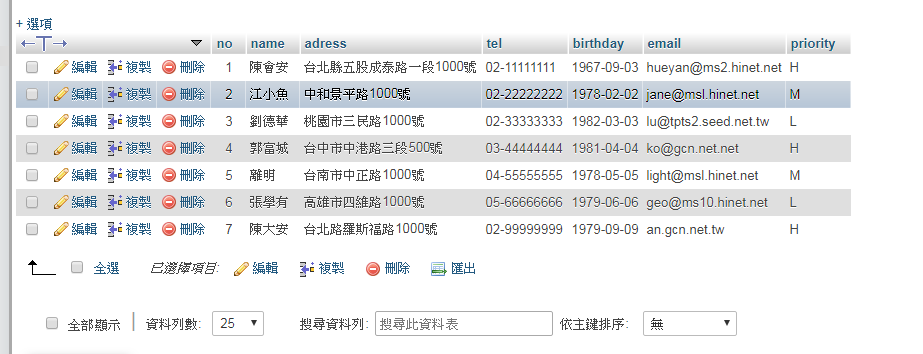 + 選項
←T→ no name adress tel birthday email priority
編輯 複製 刪除 1 陳會安 台北縣五股成泰路一段1000號 02-11111111 1967-09-03 hueyan@ms2.hinet.net H
編輯 複製 刪除 2 江小魚 中和景平路1000號 02-22222222 1978-02-02 jane@msl.hinet.net M
編輯 複製 刪除 3 劉德華 桃園市三民路1000號 02-33333333 1982-03-03 lu@tpts2.seed.net.tw L
編輯 複製 刪除 4 郭富城 台中市中港路三段500號 03-44444444 1981-04-04 ko@gcn.net.net H
編輯 複製 刪除 5 離明 台南市中正路1000號 04-55555555 1978-05-05 light@msl.hinet.net M
編輯 複製 刪除 6 張學有 高雄市四維路1000號 05-66666666 1979-06-06 geo@ms10.hinet.net L
編輯 複製 刪除 7 陳大安 台北路羅斯福路1000號 02-99999999 1979-09-09 an.gcn.net.tw H
全選 已選擇項目: 編輯 複製 刪除 匯出
全部顯示 資料列數: 25 搜尋資料列: 搜尋此資料表 依主鍵排序: 無